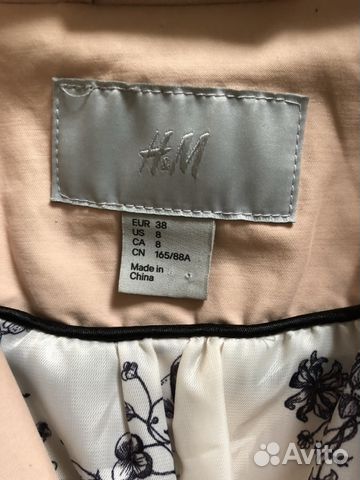 H&M
EUR 38
US 8
CA 8
CN 165/88A
Made in
China
Avito